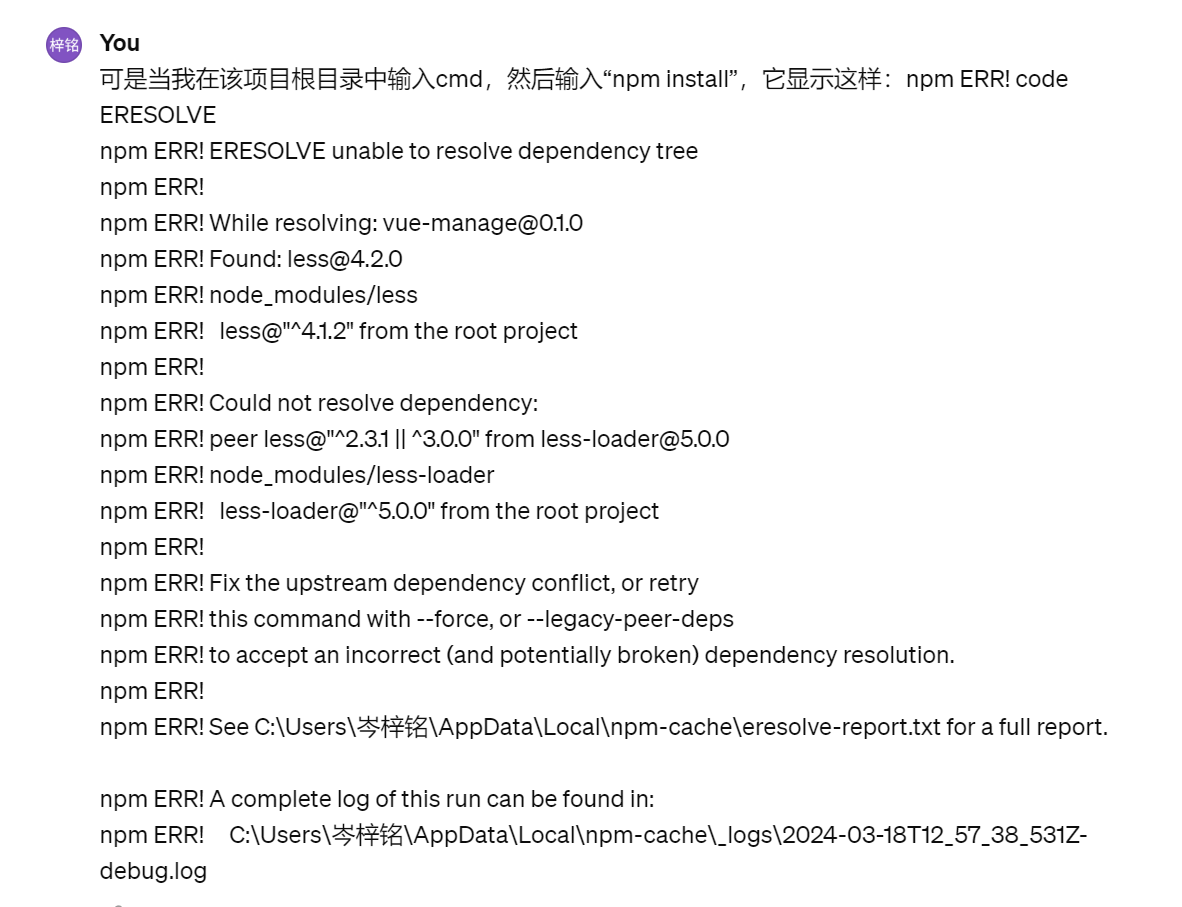 梓铭
You
可是当我在该项目根目录中输入cmd，然后输入“npm install”，它显示这样：npm ERR! code
ERESOLVE
npm ERR! ERESOLVE unable to resolve dependency tree
npm ERR!
npm ERR! While resolving: vue-manage@0.1.0
npm ERR! Found: less@4.2.0
npm ERR! node_modules/less
npm ERR!   less@"^4.1.2" from the root project
npm ERR!
npm ERR! Could not resolve dependency:
npm ERR! peer less@"^2.3.1 || ^3.0.0" from less-loader@5.0.0
npm ERR! node_modules/less-loader
npm ERR!   less-loader@"^5.0.0" from the root project
npm ERR!
npm ERR! Fix the upstream dependency conflict, or retry
npm ERR! this command with --force, or --legacy-peer-deps
npm ERR! to accept an incorrect (and potentially broken) dependency resolution.
npm ERR!
npm ERR! See C:\Users\岑梓铭\AppData\Local\npm-cache\eresolve-report.txt for a full report.
npm ERR! A complete log of this run can be found in:
npm ERR!     C:\Users\岑梓铭\AppData\Local\npm-cache\_logs\2024-03-18T12_57_38_531Z-
debug.log